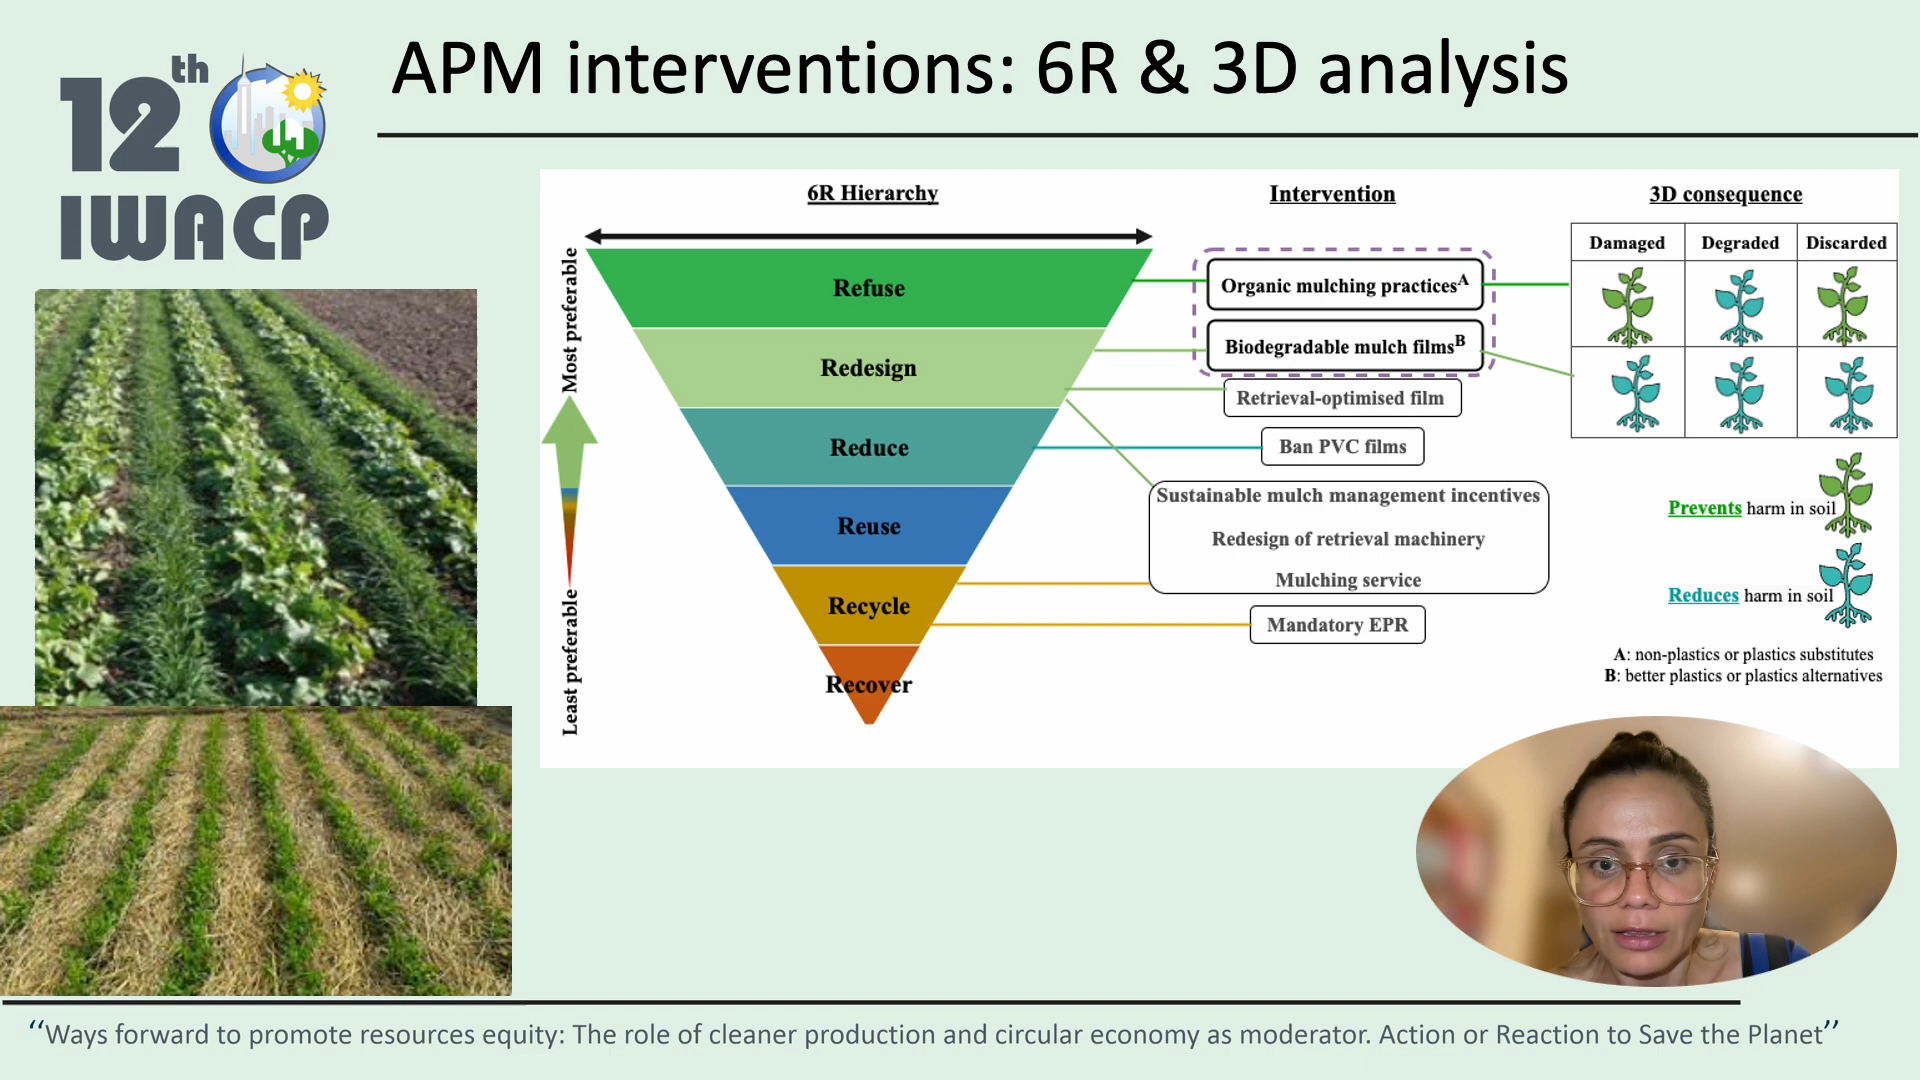 12th
IWACP
APM interventions: 6R & 3D analysis
6R Hierarchy
Most preferable
Least preferable
Refuse
Redesign
Reduce
Reuse
Recycle
Recover
Intervention
Organic mulching practicesA
Biodegradable mulch filmsB
Retrieval-optimised film
Ban PVC films
Sustainable mulch management incentives
Redesign of retrieval machinery
Mulching service
Mandatory EPR
3D consequence
Damaged Degraded Discarded
Prevents harm in soil
Reduces harm in soil
A: non-plastics or plastics substitutes
B: better plastics or plastics alternatives
“Ways forward to promote resources equity: The role of cleaner production and circular economy as moderator. Action or Reaction to Save the Planet”